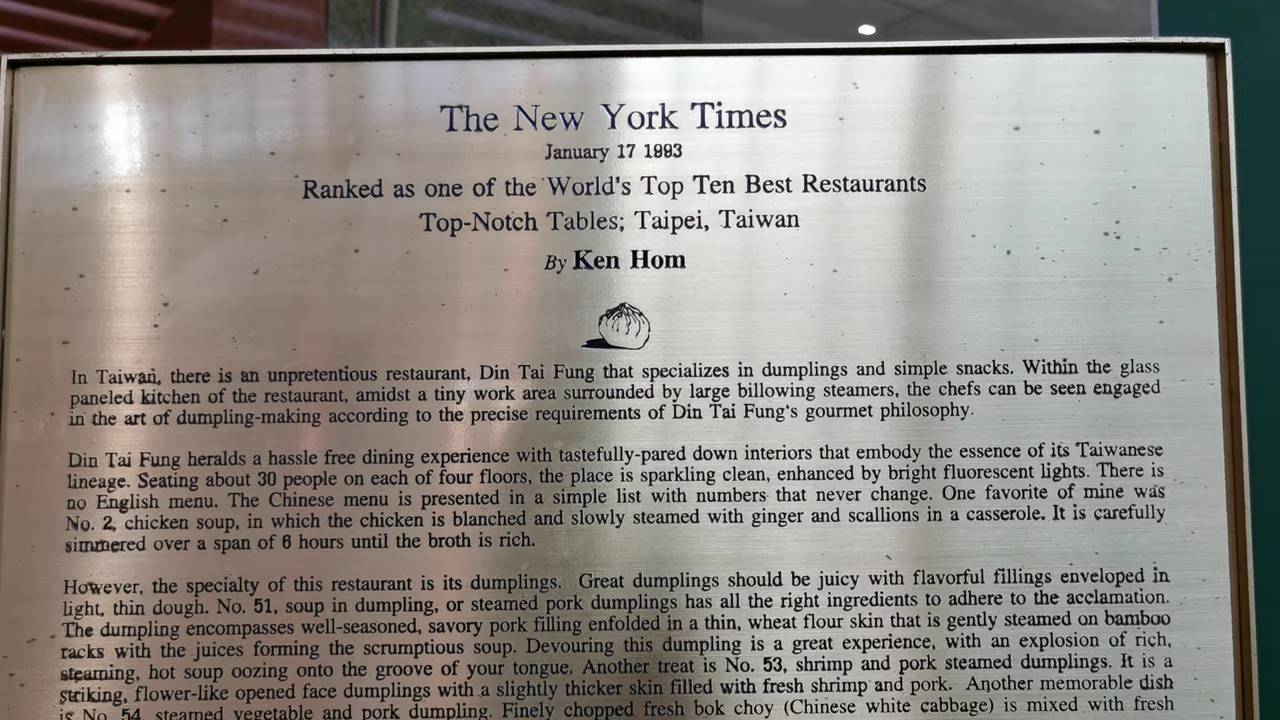 The New York Times
January 17 1993
Ranked as one of the World's Top Ten Best Restaurants
Top-Notch Tables; Taipei, Taiwan
By Ken Hom
In Taiwan, there is an unpretentious restaurant, Din Tai Fung that specializes in dumplings and simple snacks. Within the glass
paneled kitchen of the restaurant, amidst a tiny work area surrounded by large billowing steamers, the chefs can be seen engaged
in the art of dumpling-making according to the precise requirements of Din Tai Fung's gourmet philosophy.
Din Tai Fung heralds a hassle free dining experience with tastefully-pared down interiors that embody the essence of its Taiwanese
lineage. Seating about 30 people on each of four floors, the place is sparkling clean, enhanced by bright fluorescent lights. There is
no English menu. The Chinese menu is presented in a simple list with numbers that never change. One favorite of mine was
No. 2, chicken soup, in which the chicken is blanched and slowly steamed with ginger and scallions in a casserole. It is carefully
simmered over a span of 6 hours until the broth is rich.
However, the specialty of this restaurant is its dumplings. Great dumplings should be juicy with flavorful fillings enveloped in
light, thin dough. No. 51, soup in dumpling, or steamed pork dumplings has all the right ingredients to adhere to the acclamation.
The dumpling encompasses well-seasoned, savory pork filling enfolded in a thin, wheat flour skin that is gently steamed on bamboo
racks with the juices forming the scrumptious soup. Devouring this dumpling is a great experience, with an explosion of rich,
steaming, hot soup oozing onto the groove of your tongue. Another treat is No. 53, shrimp and pork steamed dumplings. It is a
striking, flower-like opened face dumplings with a slightly thicker skin filled with fresh shrimp and pork. Another memorable dish
is No. 54, steamed vegetable and pork dumpling. Finely chopped fresh bok choy (Chinese white cabbage) is mixed with fresh